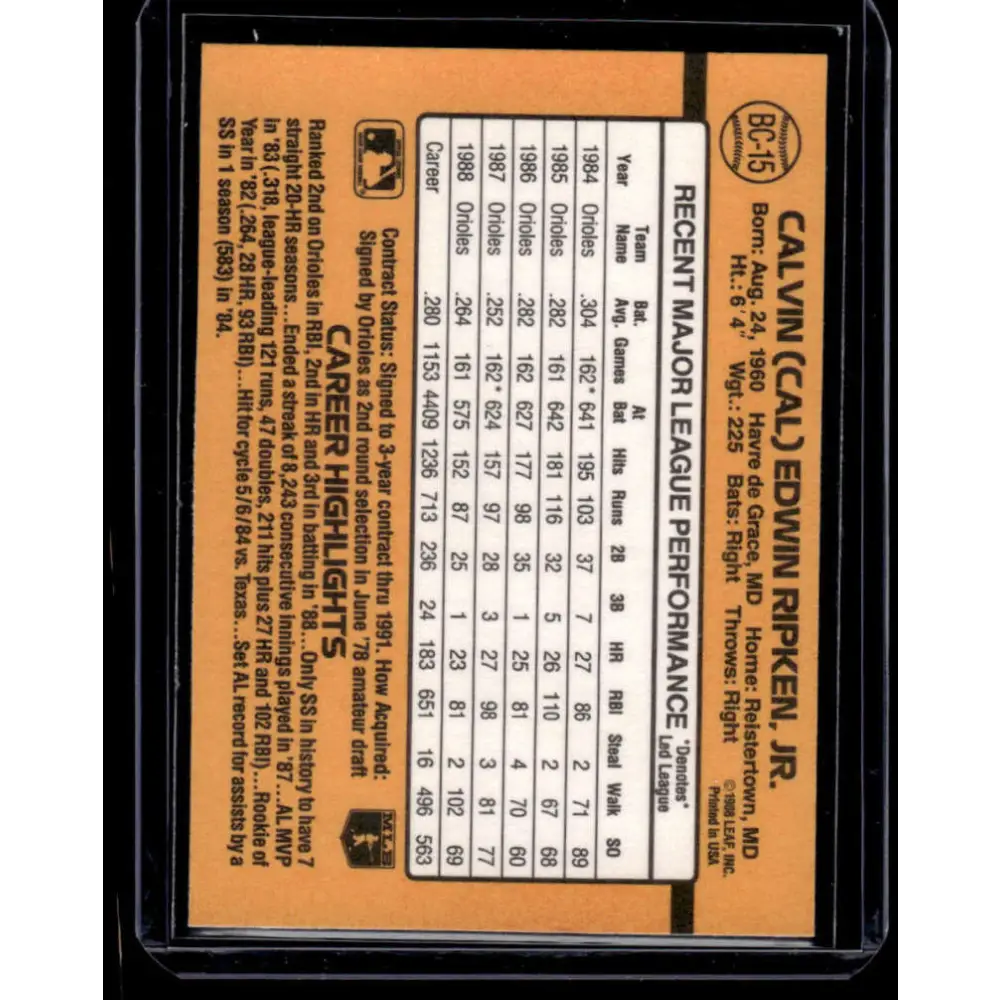 BC-15
CALVIN (CAL) EDWIN RIPKEN, JR.
Born: Aug. 24, 1960 Havre de Grace, MD Home: Reistertown, MD
Ht.: 6'4" Wgt.: 225 Bats: Right Throws: Right
©1988 LEAF, INC.
Printed in USA
RECENT MAJOR LEAGUE PERFORMANCE
*Denotes*
Led League
Year Team Name Bat. Avg. Games At Bat Hits Runs 2B 3B HR RBI Steal Walk SO
1984 Orioles .304 162* 641 195 103 37 7 27 86 2 71 89
1985 Orioles .282 161 642 181 116 32 5 26 110 2 67 68
1986 Orioles .282 162 627 177 98 35 1 25 81 4 70 60
1987 Orioles .252 162* 624 157 97 28 3 27 98 3 81 77
1988 Orioles .264 161 575 152 87 25 1 23 81 2 102 69
Career .280 1153 4409 1236 713 236 24 183 651 16 496 563
Contract Status: Signed to 3-year contract thru 1991. How Acquired:
Signed by Orioles as 2nd round selection in June '78 amateur draft
MLB
CAREER HIGHLIGHTS
Ranked 2nd on Orioles in RBI, 2nd in HR and 3rd in batting in '88...Only SS in history to have 7
straight 20-HR seasons...Ended a streak of 8,243 consecutive innings played in '87...AL MVP
in '83 (.318, league-leading 121 runs, 47 doubles, 211 hits plus 27 HR and 102 RBI)...Rookie of
Year in '82 (.264, 28 HR, 93 RBI)...Hit for cycle 5/6/84 vs. Texas...Set AL record for assists by a
SS in 1 season (583) in '84.